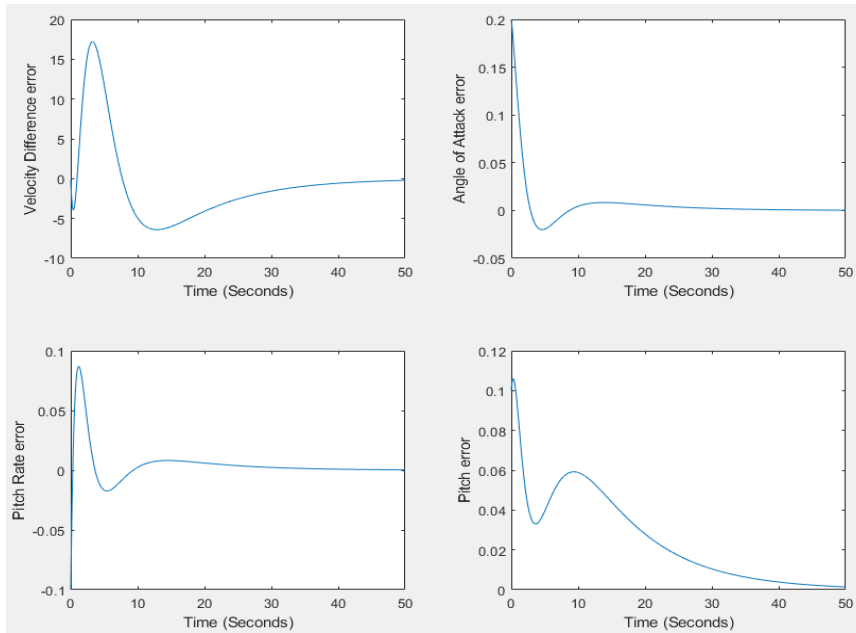 20
15
10
5
0
-5
-10
Velocity Difference error
0 10 20 30 40 50
Time (Seconds)
0.2
0.15
0.1
0.05
0
-0.05
Angle of Attack error
0 10 20 30 40 50
Time (Seconds)
0.1
0.05
0
-0.05
-0.1
Pitch Rate error
0 10 20 30 40 50
Time (Seconds)
0.12
0.1
0.08
0.06
0.04
0.02
0
Pitch error
0 10 20 30 40 50
Time (Seconds)